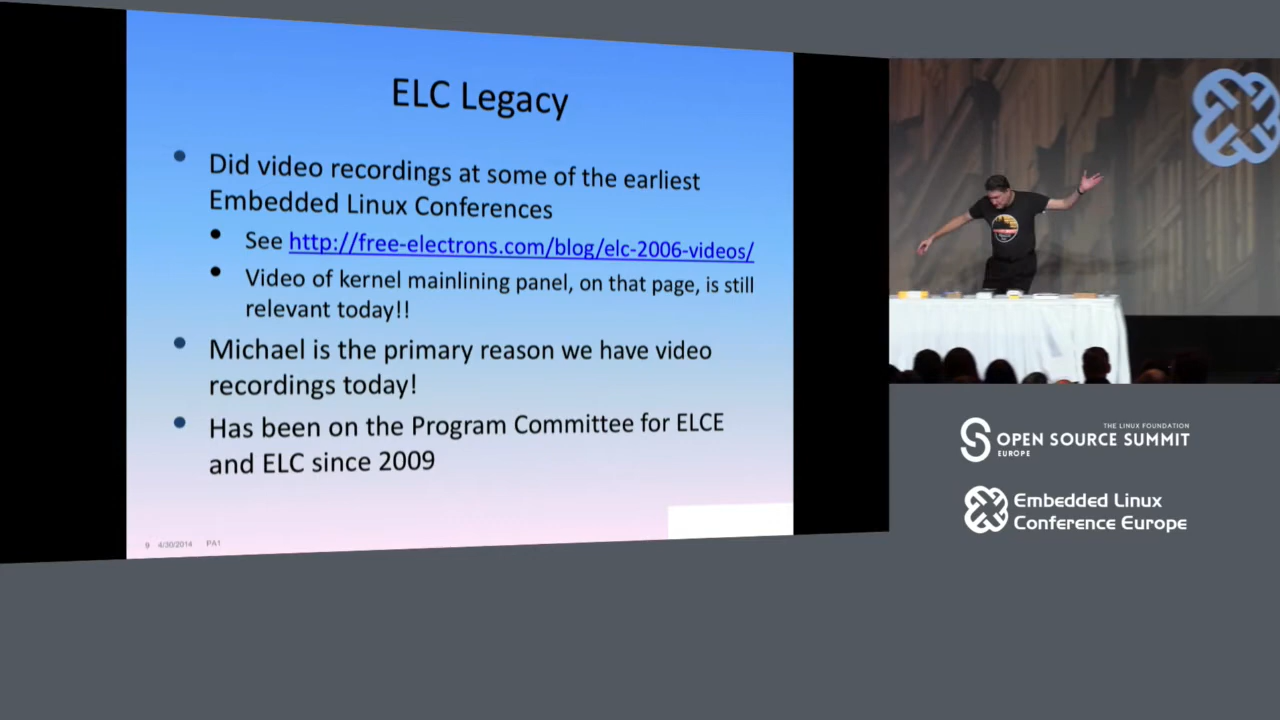 ELC Legacy
Did video recordings at some of the earliest
Embedded Linux Conferences
See http://free-electrons.com/blog/elc-2006-videos/
Video of kernel mainlining panel, on that page, is still
relevant today!!
Michael is the primary reason we have video
recordings today!
Has been on the Program Committee for ELCE
and ELC since 2009
9 4/30/2014 PA1
THE LINUX FOUNDATION
OPEN SOURCE SUMMIT
EUROPE
Embedded Linux
Conference Europe